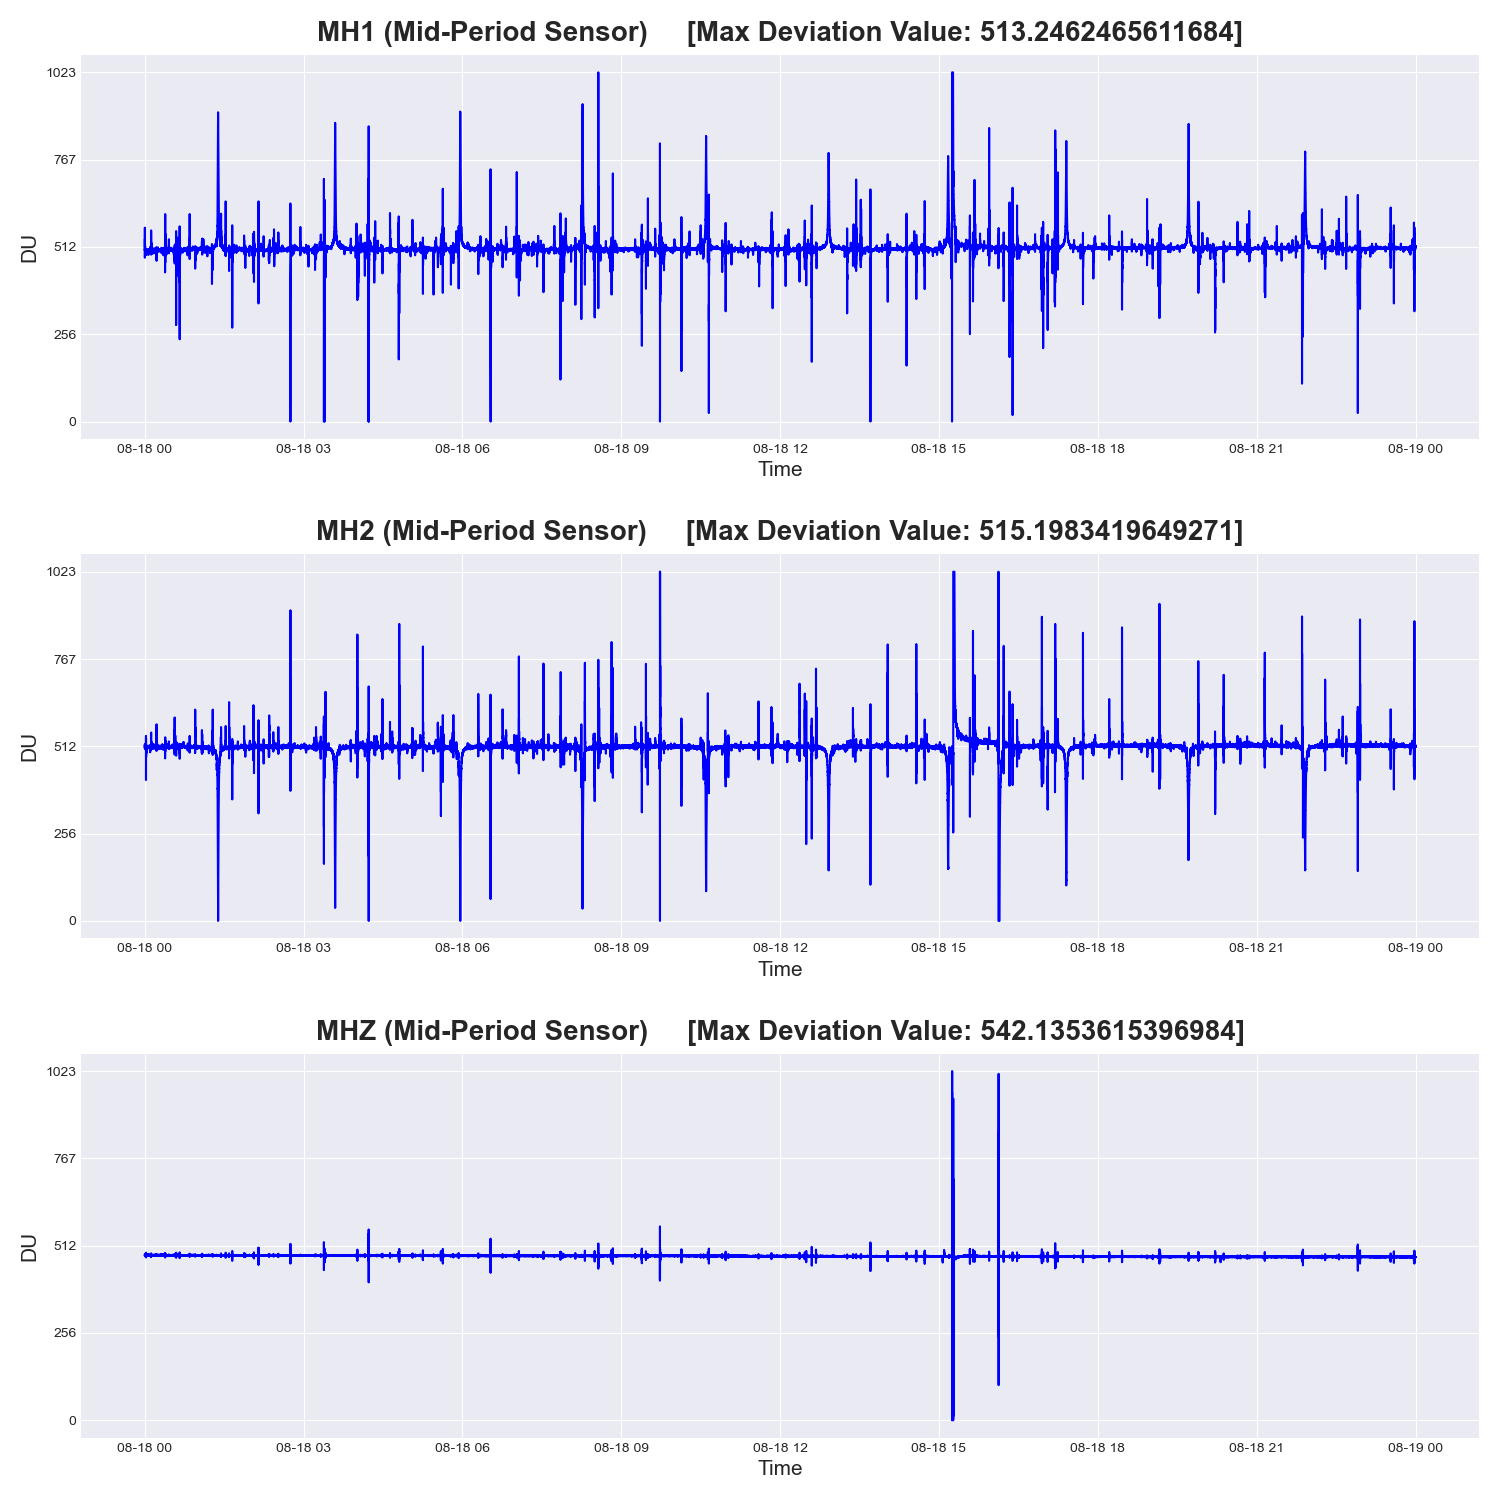 MH1 (Mid-Period Sensor) [Max Deviation Value: 513.2462465611684]
1023
767
512
256
0
DU
08-18 00 08-18 03 08-18 06 08-18 09 08-18 12 08-18 15 08-18 18 08-18 21 08-19 00
Time
MH2 (Mid-Period Sensor) [Max Deviation Value: 515.1983419649271]
1023
767
512
256
0
DU
08-18 00 08-18 03 08-18 06 08-18 09 08-18 12 08-18 15 08-18 18 08-18 21 08-19 00
Time
MHZ (Mid-Period Sensor) [Max Deviation Value: 542.1353615396984]
1023
767
512
256
0
DU
08-18 00 08-18 03 08-18 06 08-18 09 08-18 12 08-18 15 08-18 18 08-18 21 08-19 00
Time